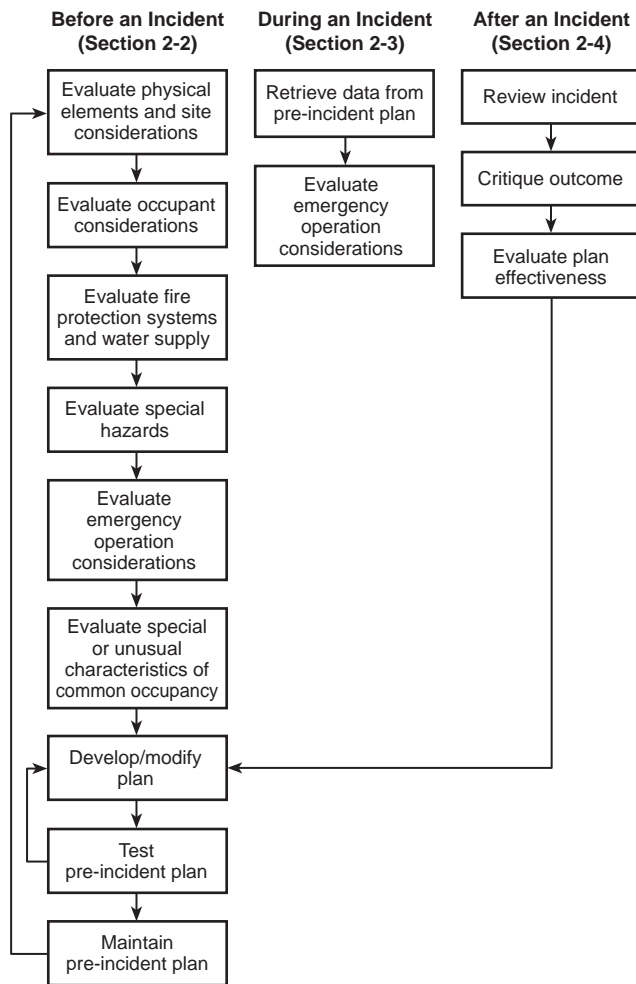 Before an Incident
(Section 2-2)
Evaluate physical
elements and site
considerations
Evaluate occupant
considerations
Evaluate fire
protection systems
and water supply
Evaluate special
hazards
Evaluate
emergency
operation
considerations
Evaluate special
or unusual
characteristics of
common occupancy
Develop/modify
plan
Test
pre-incident plan
Maintain
pre-incident plan
During an Incident
(Section 2-3)
Retrieve data from
pre-incident plan
Evaluate
emergency
operation
considerations
After an Incident
(Section 2-4)
Review incident
Critique outcome
Evaluate plan
effectiveness